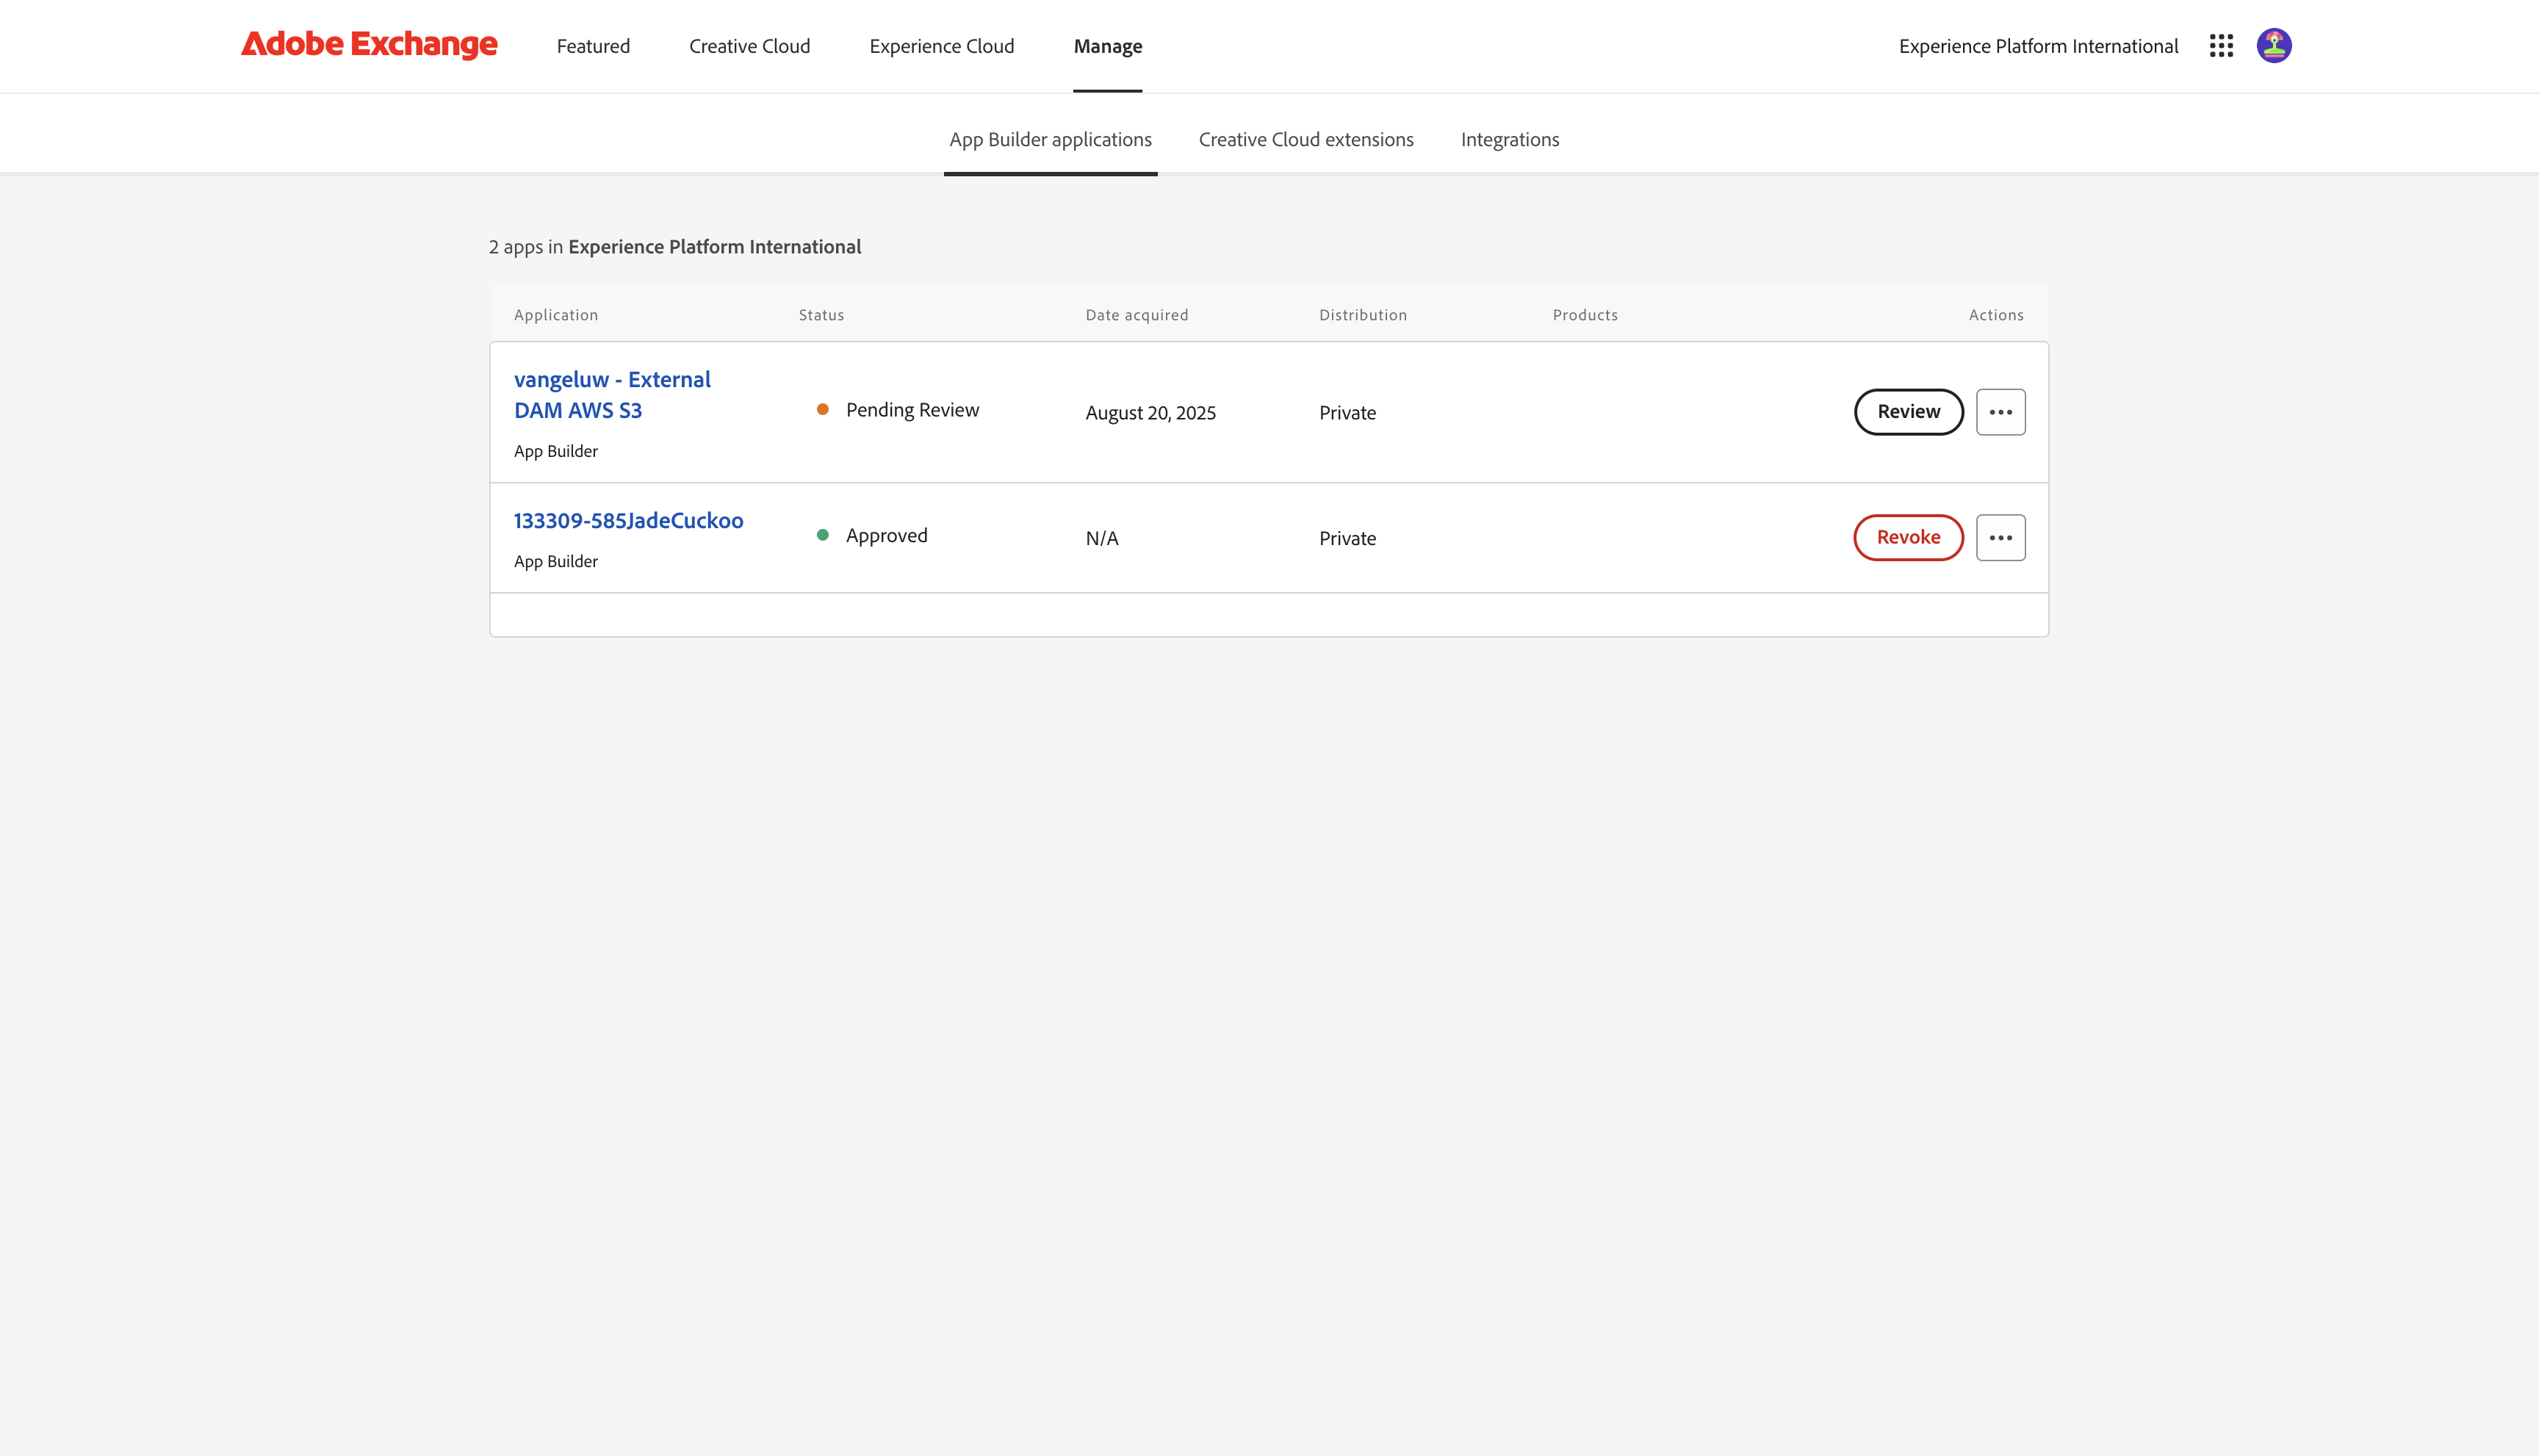 Adobe Exchange Featured Creative Cloud Experience Cloud Manage Experience Platform International
App Builder applications Creative Cloud extensions Integrations
2 apps in Experience Platform International
Application Status Date acquired Distribution Products Actions
vangeluw - External
DAM AWS S3
App Builder
Pending Review August 20, 2025 Private Review
133309-585JadeCuckoo
App Builder
Approved N/A Private Revoke